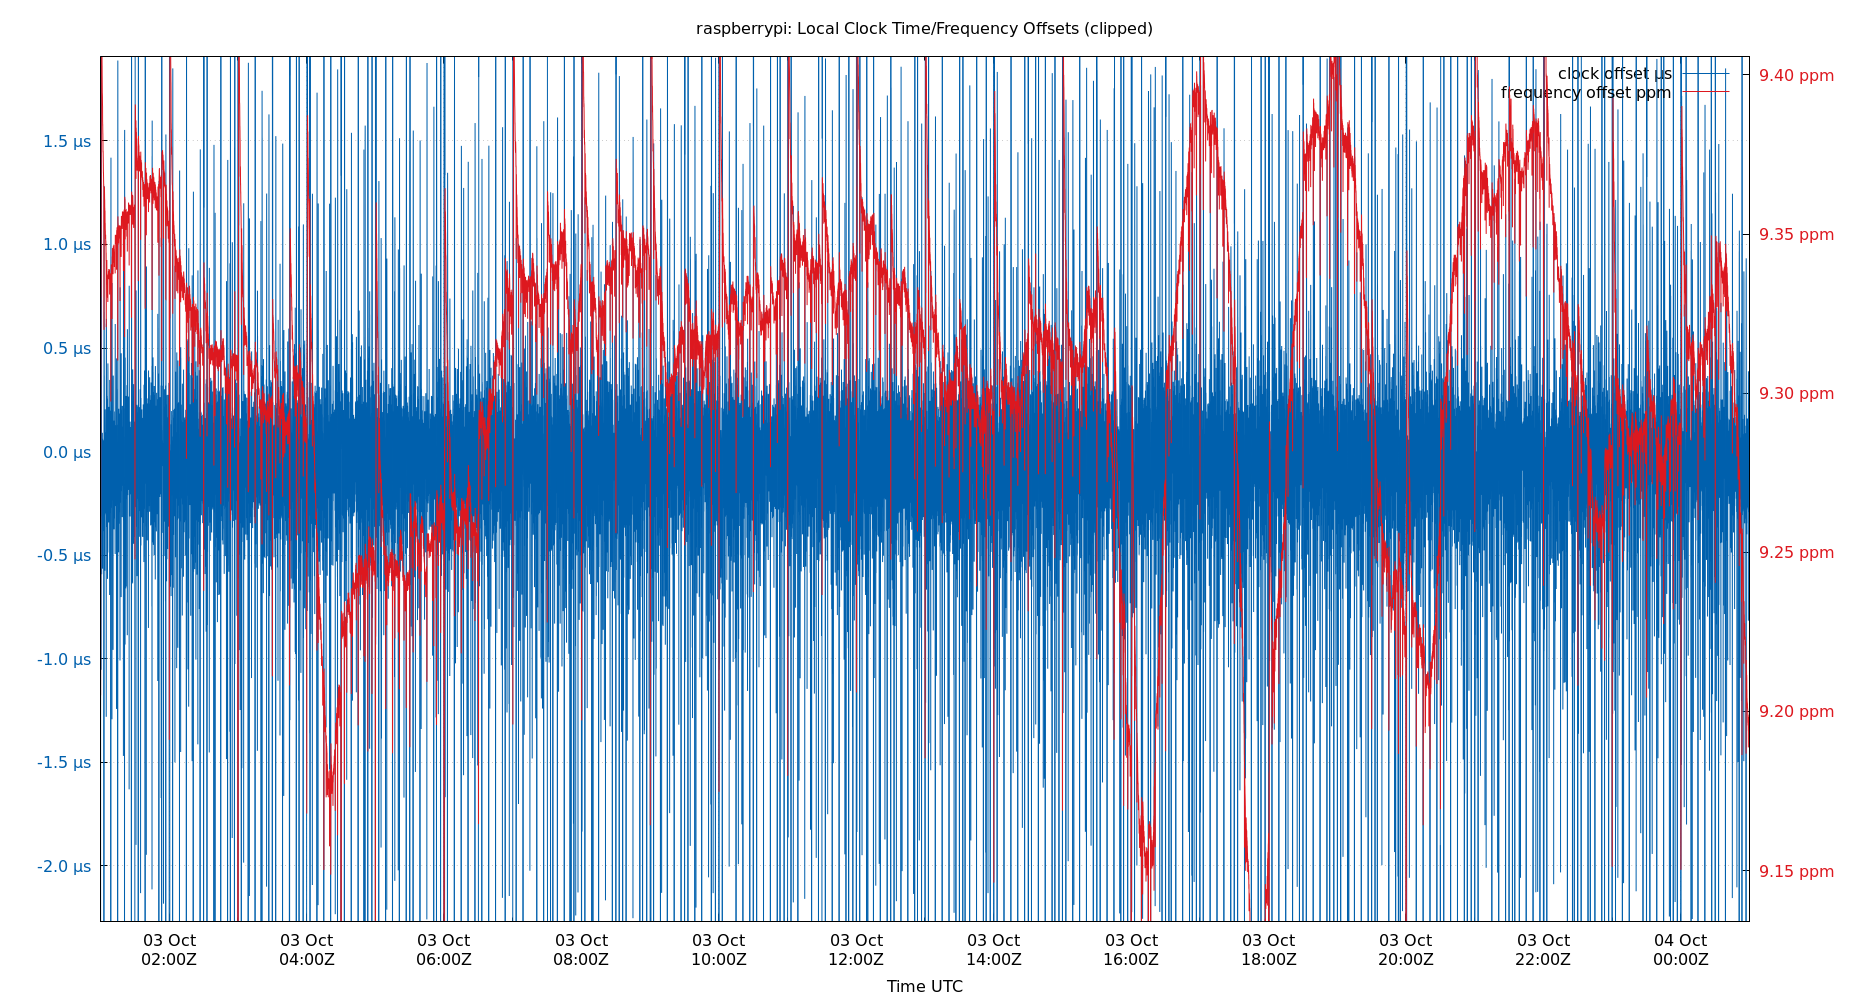 raspberrypi: Local Clock Time/Frequency Offsets (clipped)
clock offset µs
frequency offset ppm
1.5 µs
1.0 µs
0.5 µs
0.0 µs
-0.5 µs
-1.0 µs
-1.5 µs
-2.0 µs
9.40 ppm
9.35 ppm
9.30 ppm
9.25 ppm
9.20 ppm
9.15 ppm
03 Oct 03 Oct 03 Oct 03 Oct 03 Oct 03 Oct 03 Oct 03 Oct 03 Oct 03 Oct 03 Oct 04 Oct
02:00Z 04:00Z 06:00Z 08:00Z 10:00Z 12:00Z 14:00Z 16:00Z 18:00Z 20:00Z 22:00Z 00:00Z
Time UTC